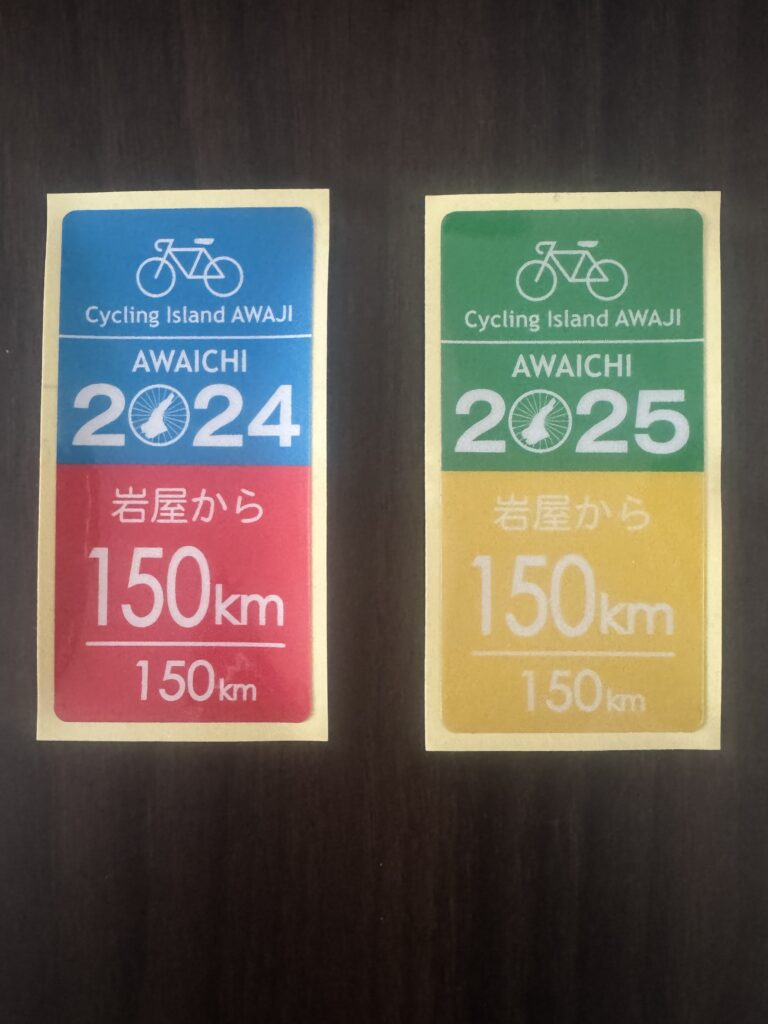 Cycling Island AWAJI
AWAICHI
2024
岩屋から
150km
150km
Cycling Island AWAJI
AWAICHI
2025
岩屋から
150km
150km